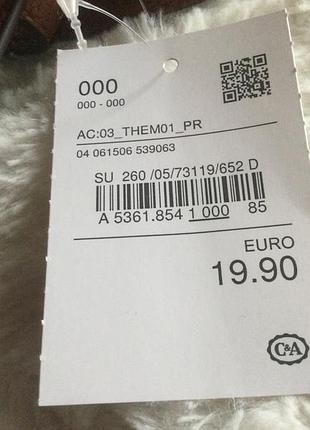 000
000 - 000
AC:03_THEM01_PR
04 061506 539063
SU 260 /05/73119/652 D
A 5361.854 1 000 85
EURO
19.90
C&A